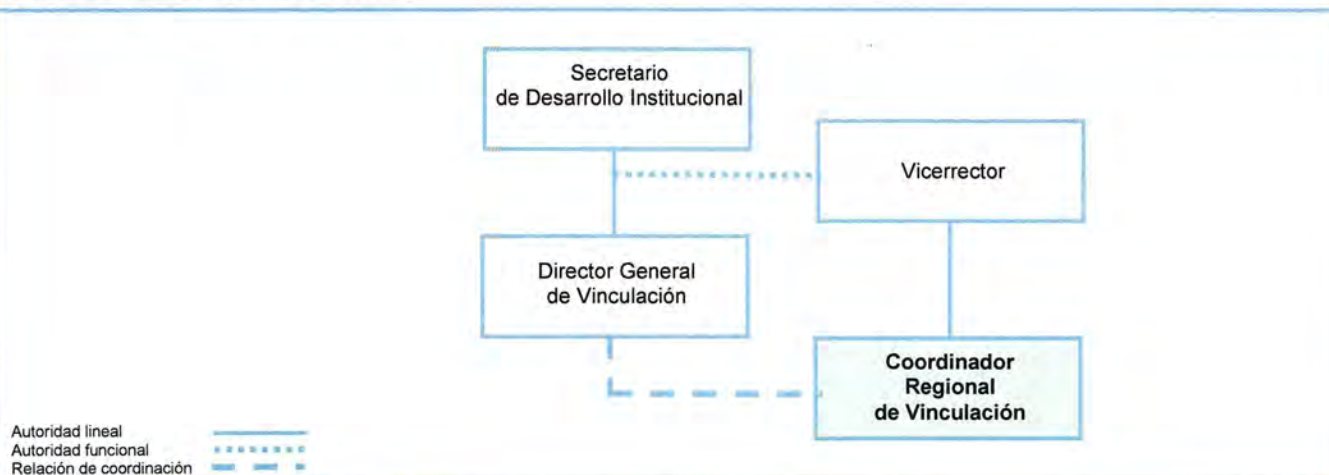 Secretario
de Desarrollo Institucional
Vicerrector
Director General
de Vinculación
Coordinador
Regional
de Vinculación
Autoridad lineal
Autoridad funcional
Relación de coordinación